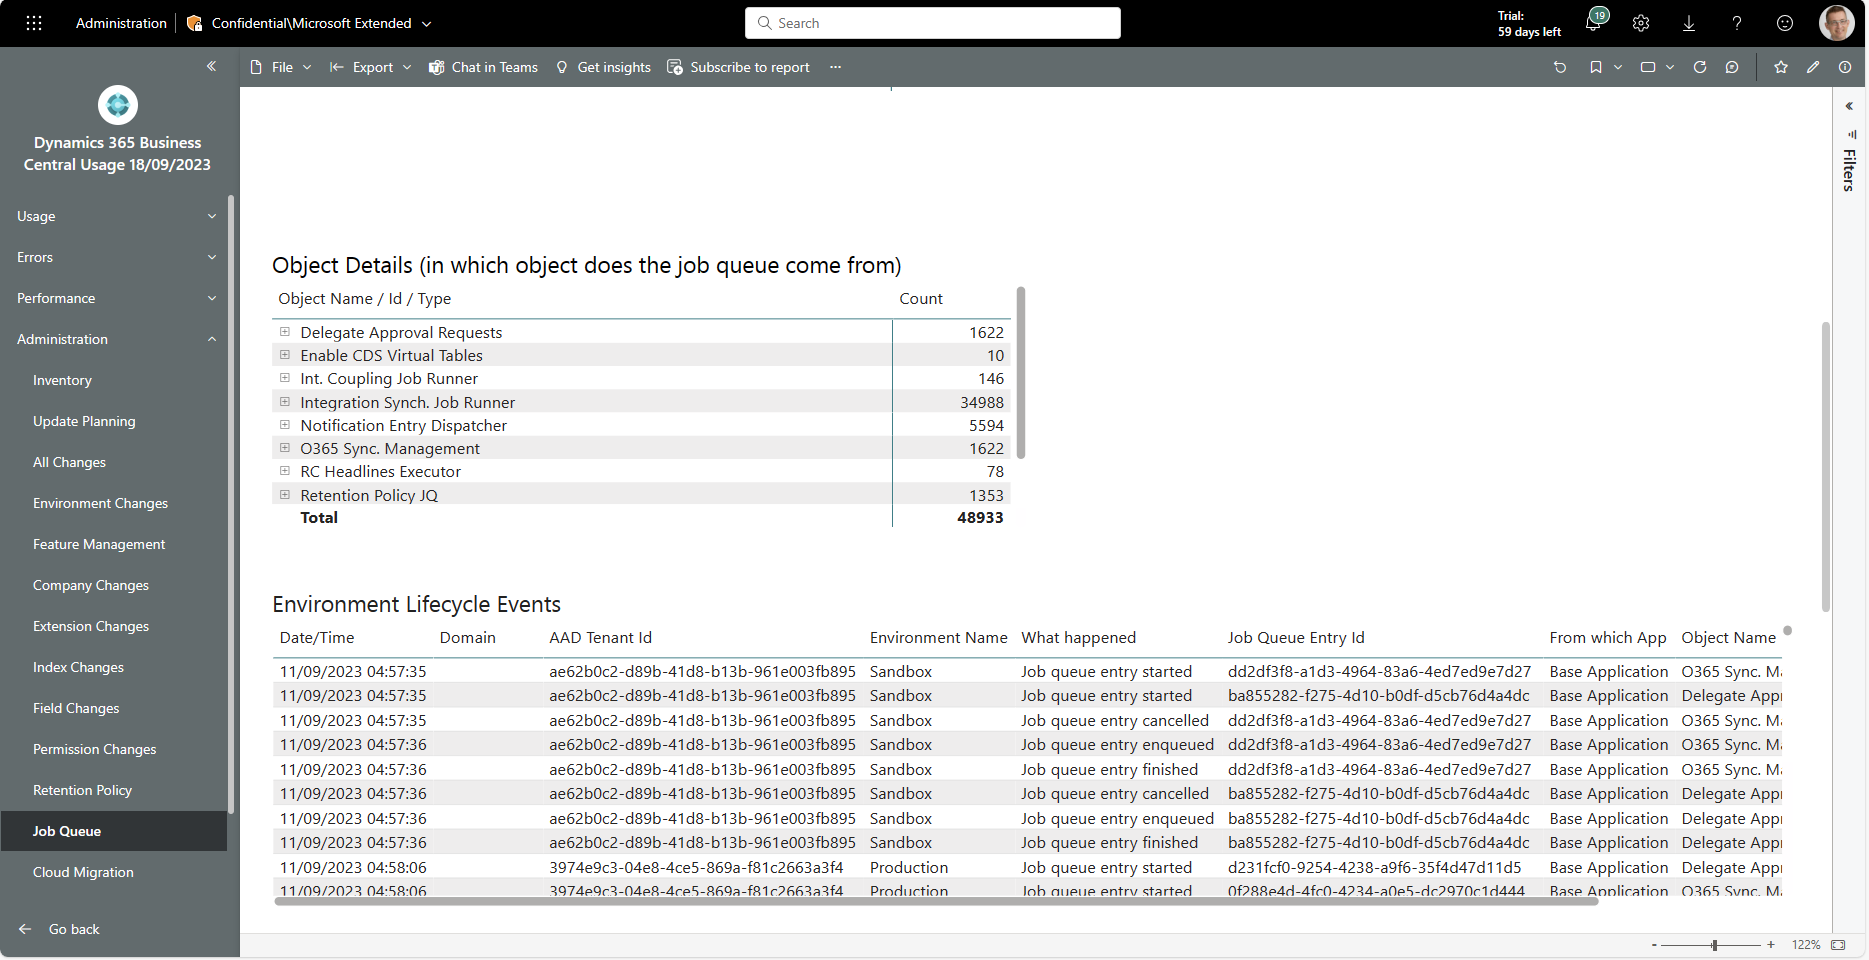 Administration
Confidential\Microsoft Extended
Search
Trial:
59 days left
19
File
Export
Chat in Teams
Get insights
Subscribe to report
Dynamics 365 Business
Central Usage 18/09/2023
Usage
Errors
Performance
Administration
Inventory
Update Planning
All Changes
Environment Changes
Feature Management
Company Changes
Extension Changes
Index Changes
Field Changes
Permission Changes
Retention Policy
Job Queue
Cloud Migration
Go back
Filters
Object Details (in which object does the job queue come from)
Object Name / Id / Type Count
Delegate Approval Requests 1622
Enable CDS Virtual Tables 10
Int. Coupling Job Runner 146
Integration Synch. Job Runner 34988
Notification Entry Dispatcher 5594
O365 Sync. Management 1622
RC Headlines Executor 78
Retention Policy JQ 1353
Total 48933
Environment Lifecycle Events
Date/Time Domain AAD Tenant Id Environment Name What happened Job Queue Entry Id From which App Object Name
11/09/2023 04:57:35 ae62b0c2-d89b-41d8-b13b-961e003fb895 Sandbox Job queue entry started dd2df3f8-a1d3-4964-83a6-4ed7ed9e7d27 Base Application O365 Sync. Ma
11/09/2023 04:57:35 ae62b0c2-d89b-41d8-b13b-961e003fb895 Sandbox Job queue entry started ba855282-f275-4d10-b0df-d5cb76d4a4dc Base Application Delegate Appr
11/09/2023 04:57:35 ae62b0c2-d89b-41d8-b13b-961e003fb895 Sandbox Job queue entry cancelled dd2df3f8-a1d3-4964-83a6-4ed7ed9e7d27 Base Application O365 Sync. Ma
11/09/2023 04:57:36 ae62b0c2-d89b-41d8-b13b-961e003fb895 Sandbox Job queue entry enqueued dd2df3f8-a1d3-4964-83a6-4ed7ed9e7d27 Base Application O365 Sync. Ma
11/09/2023 04:57:36 ae62b0c2-d89b-41d8-b13b-961e003fb895 Sandbox Job queue entry finished dd2df3f8-a1d3-4964-83a6-4ed7ed9e7d27 Base Application O365 Sync. Ma
11/09/2023 04:57:36 ae62b0c2-d89b-41d8-b13b-961e003fb895 Sandbox Job queue entry cancelled ba855282-f275-4d10-b0df-d5cb76d4a4dc Base Application Delegate Appr
11/09/2023 04:57:36 ae62b0c2-d89b-41d8-b13b-961e003fb895 Sandbox Job queue entry enqueued ba855282-f275-4d10-b0df-d5cb76d4a4dc Base Application Delegate Appr
11/09/2023 04:57:36 ae62b0c2-d89b-41d8-b13b-961e003fb895 Sandbox Job queue entry finished ba855282-f275-4d10-b0df-d5cb76d4a4dc Base Application Delegate Appr
11/09/2023 04:58:06 3974e9c3-04e8-4ce5-869a-f81c2663a3f4 Production Job queue entry started d231fcf0-9254-4238-a9f6-35f4d47d11d5 Base Application Delegate Appr
11/09/2023 04:58:06 3974e9c3-04e8-4ce5-869a-f81c2663a3f4 Production Job queue entry started 0f288e4d-4fc0-4234-a0e5-dc2970c1d444 Base Application O365 Sync. Ma
- + 122%